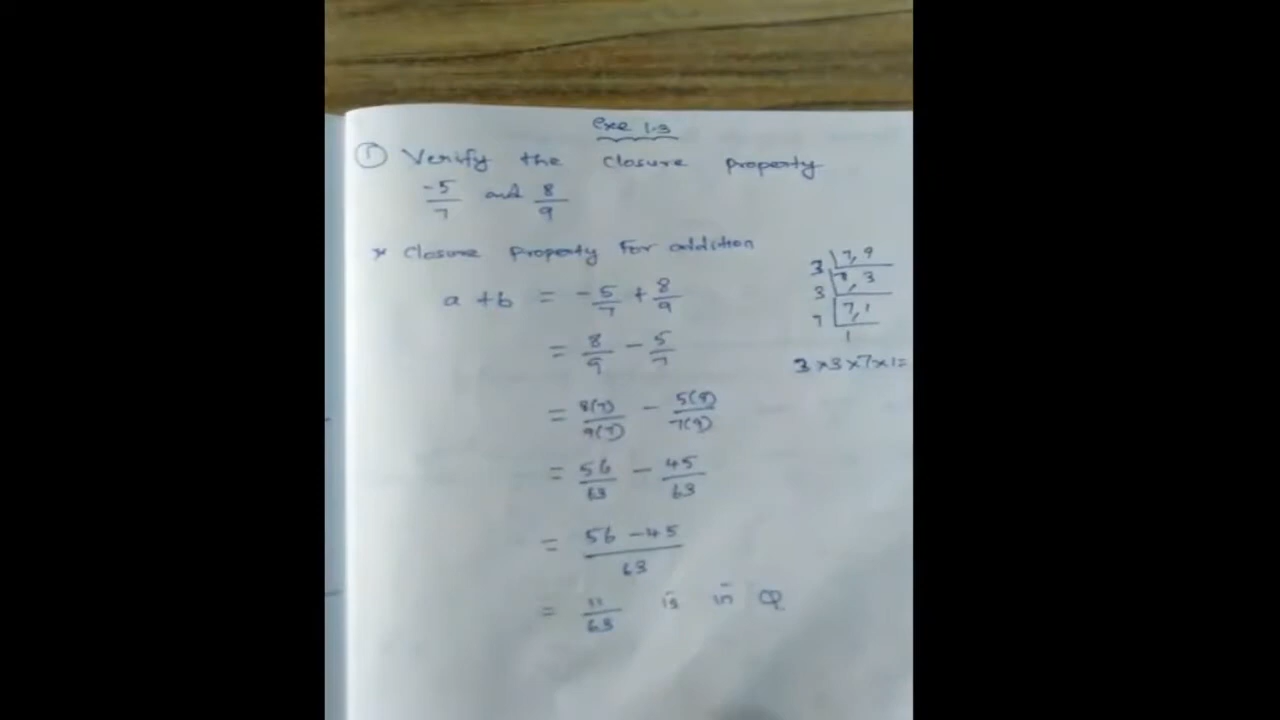 Exe 1.3
① Verify the closure property
-5/7 and 8/9
* Closure property for addition
a + b = -5/7 + 8/9
= 8/9 - 5/7
= 8(7)/9(7) - 5(9)/7(9)
= 56/63 - 45/63
= 56 - 45/63
= 11/63 is in Q
3 | 7, 9
3 | 7, 3
7 | 7, 1
1
3 × 3 × 7 × 1 =